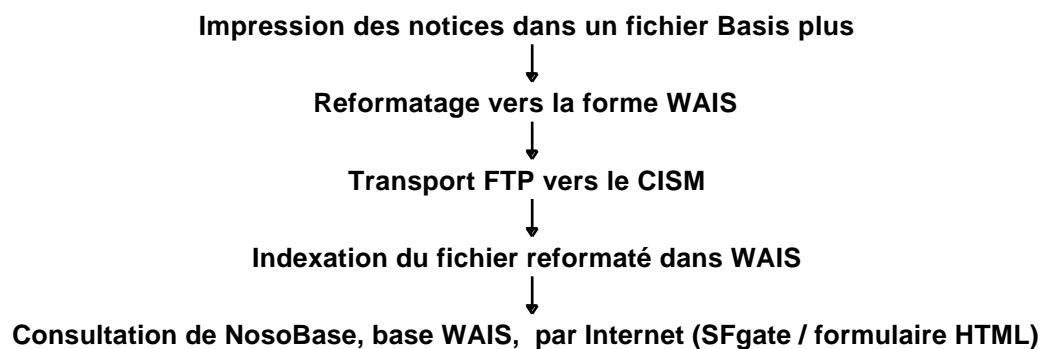 Impression des notices dans un fichier Basis plus
Reformatage vers la forme WAIS
Transport FTP vers le CISM
Indexation du fichier reformaté dans WAIS
Consultation de NosoBase, base WAIS, par Internet (SFgate / formulaire HTML)